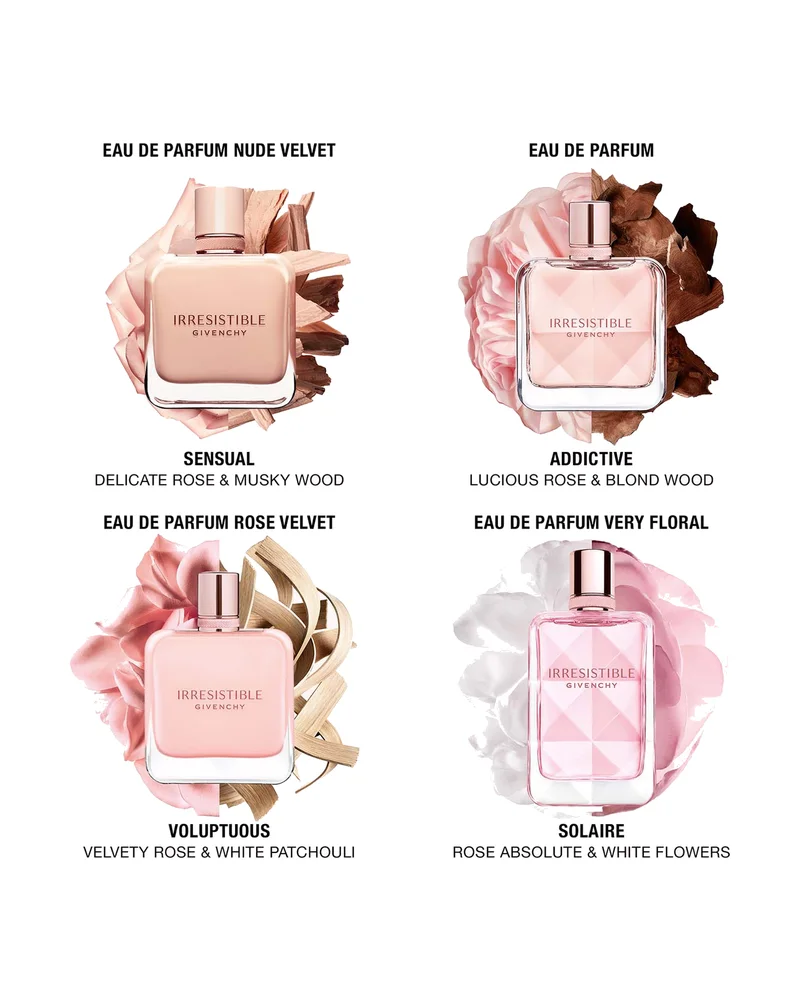 EAU DE PARFUM NUDE VELVET
IRRESISTIBLE
GIVENCHY
SENSUAL
DELICATE ROSE & MUSKY WOOD
EAU DE PARFUM
IRRESISTIBLE
GIVENCHY
ADDICTIVE
LUCIOUS ROSE & BLOND WOOD
EAU DE PARFUM ROSE VELVET
IRRESISTIBLE
GIVENCHY
VOLUPTUOUS
VELVETY ROSE & WHITE PATCHOULI
EAU DE PARFUM VERY FLORAL
IRRESISTIBLE
GIVENCHY
SOLAIRE
ROSE ABSOLUTE & WHITE FLOWERS